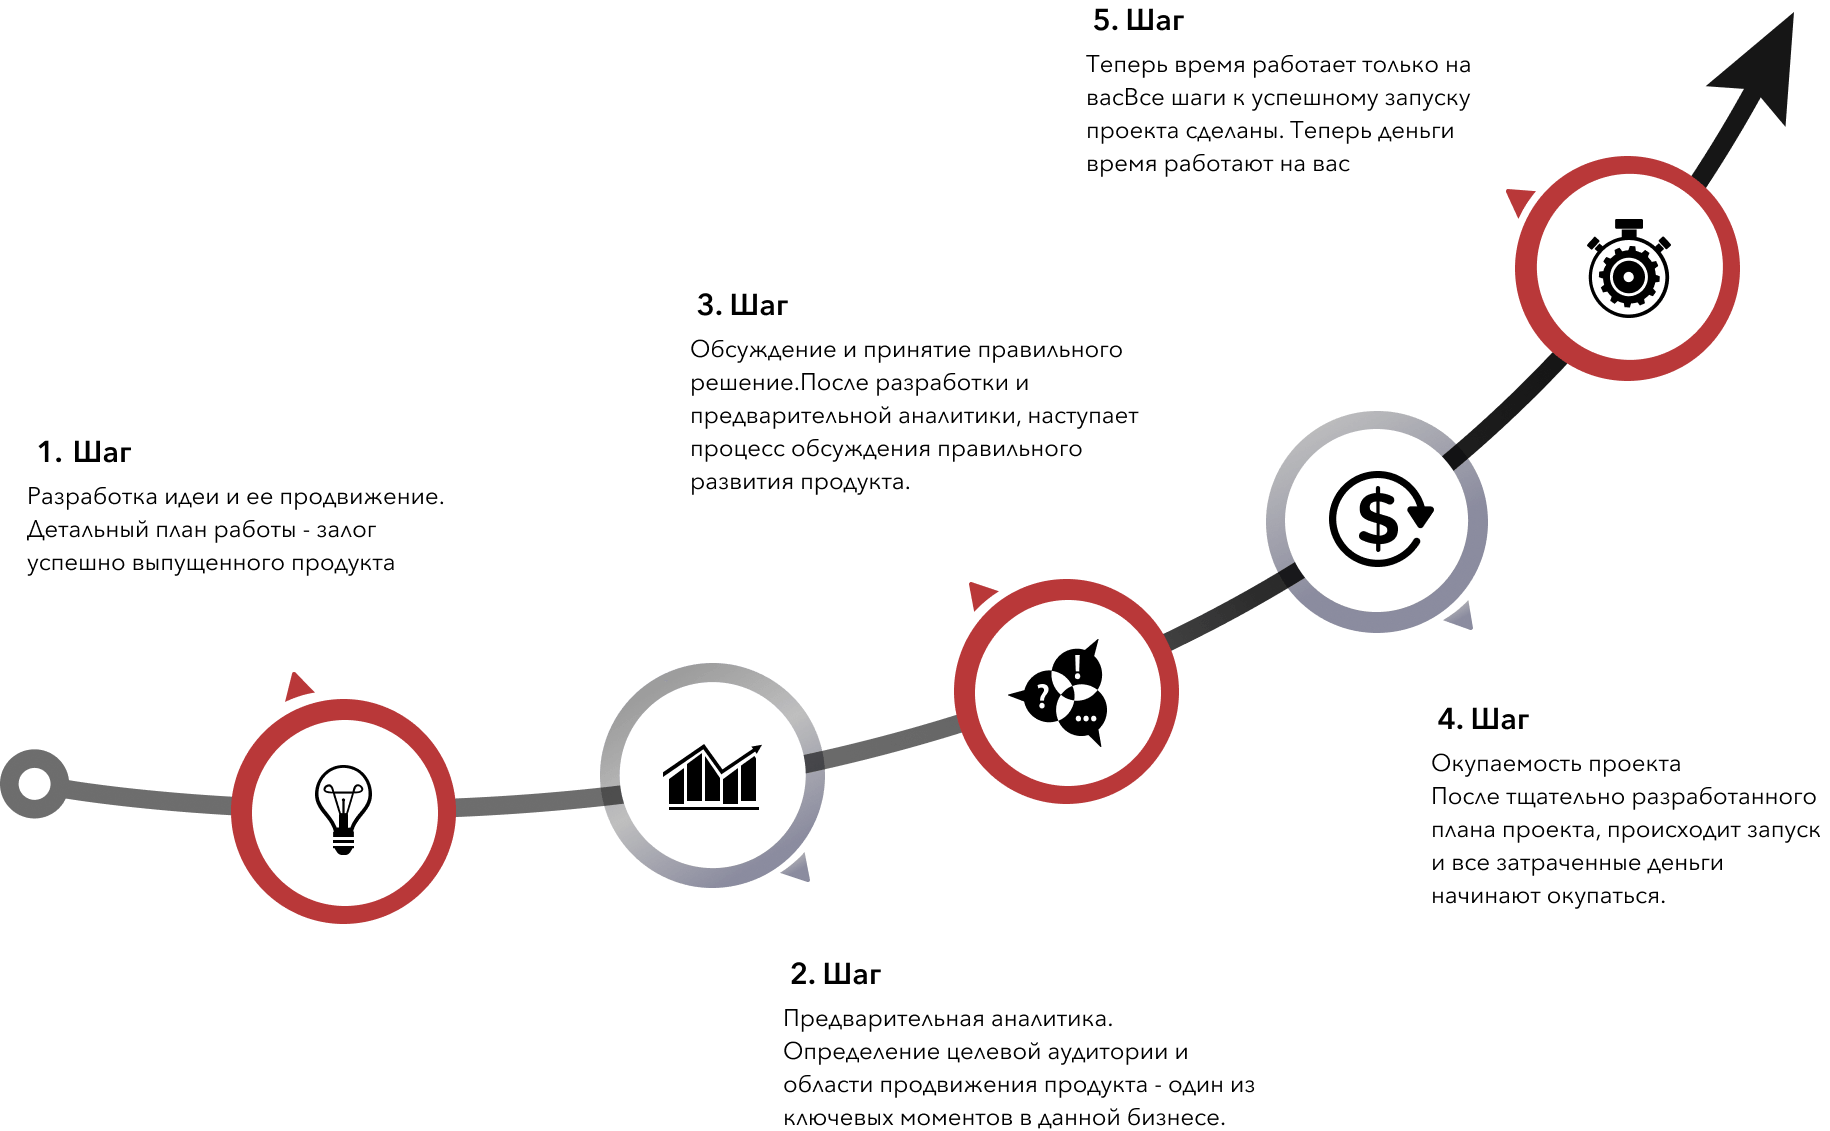 1. Шаг
Разработка идеи и ее продвижение.
Детальный план работы - залог
успешно выпущенного продукта
2. Шаг
Предварительная аналитика.
Определение целевой аудитории и
области продвижения продукта - один из
ключевых моментов в данной бизнесе.
3. Шаг
Обсуждение и принятие правильного
решение.После разработки и
предварительной аналитики, наступает
процесс обсуждения правильного
развития продукта.
? ! ...
4. Шаг
Окупаемость проекта
После тщательно разработанного
плана проекта, происходит запуск
и все затраченные деньги
начинают окупаться.
$
5. Шаг
Теперь время работает только на
васВсе шаги к успешному запуску
проекта сделаны. Теперь деньги
время работают на вас